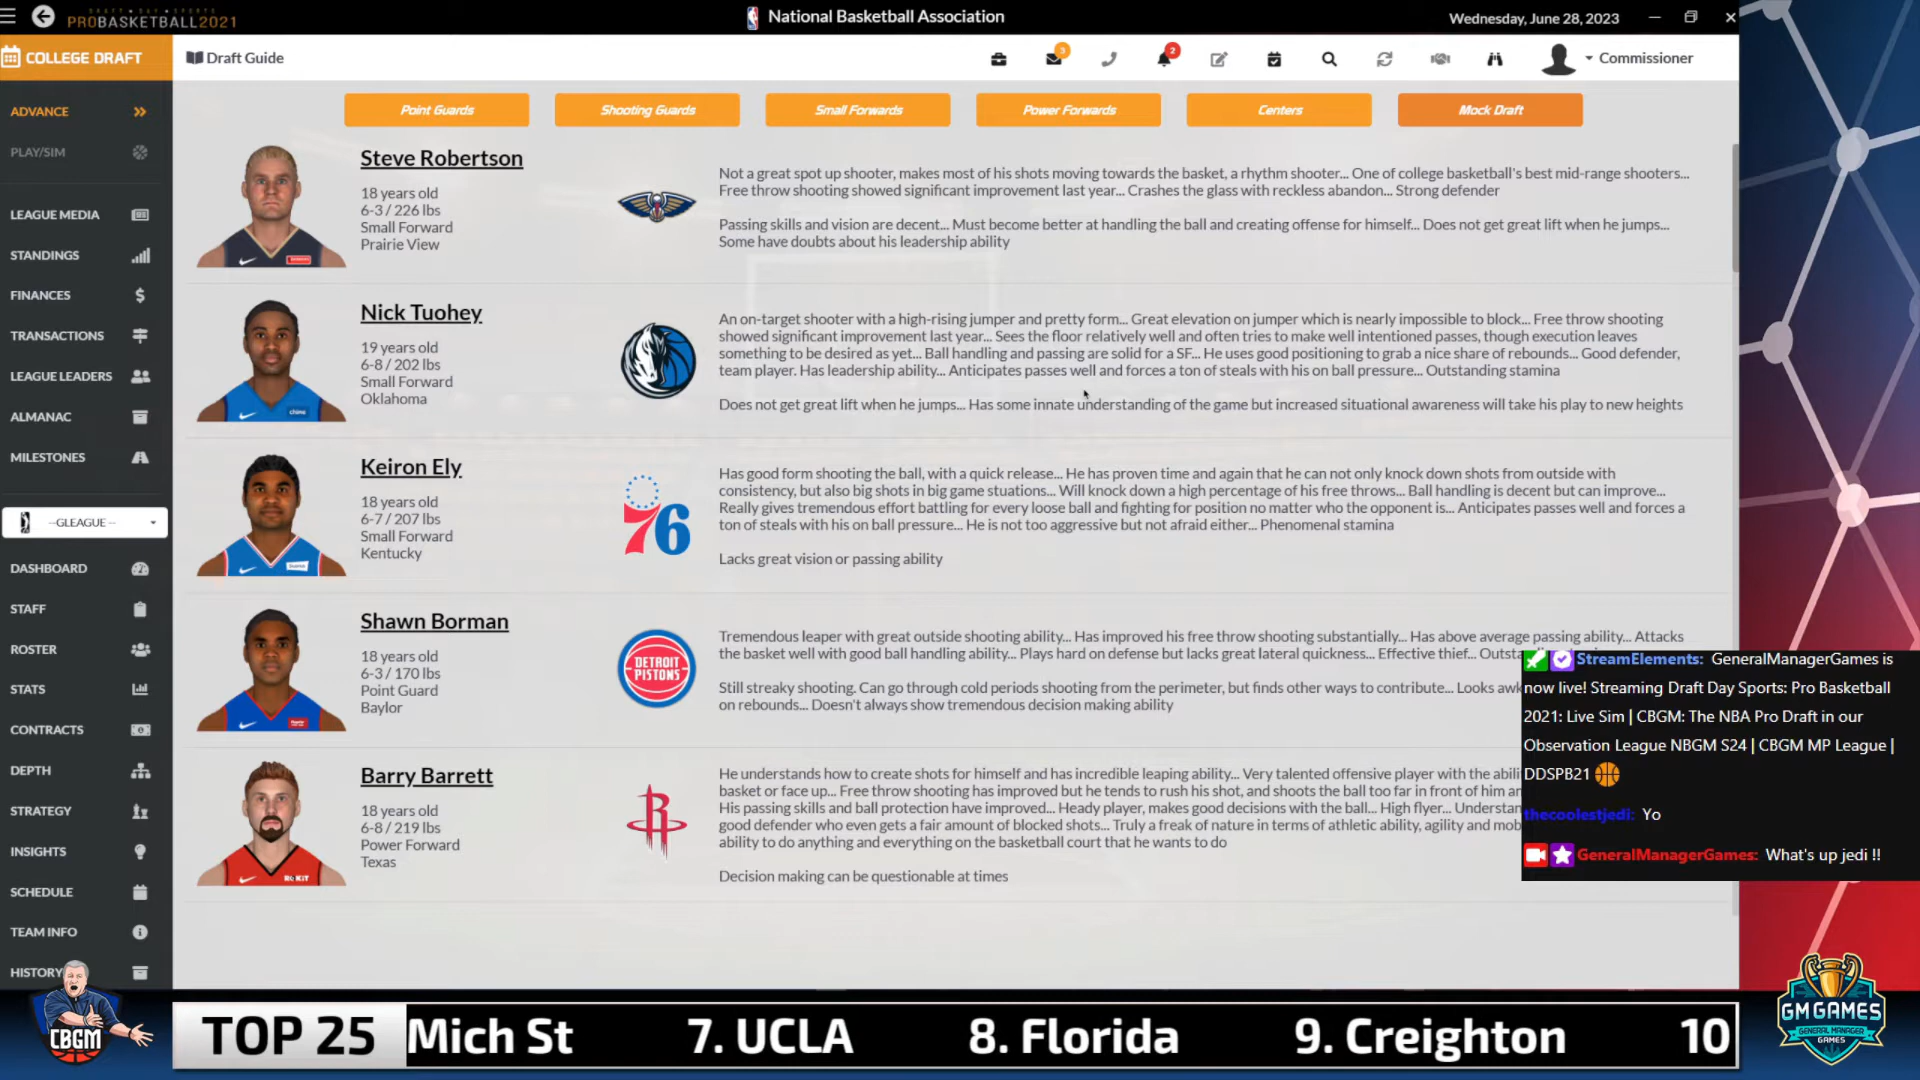 DRAFT DAY SPORTS
PROBASKETBALL2021
National Basketball Association
Wednesday, June 28, 2023
COLLEGE DRAFT
Draft Guide
3
2
Commissioner
ADVANCE
PLAY/SIM
LEAGUE MEDIA
STANDINGS
FINANCES
TRANSACTIONS
LEAGUE LEADERS
ALMANAC
MILESTONES
--GLEAGUE --
DASHBOARD
STAFF
ROSTER
STATS
CONTRACTS
DEPTH
STRATEGY
INSIGHTS
SCHEDULE
TEAM INFO
HISTORY
Point Guards
Shooting Guards
Small Forwards
Power Forwards
Centers
Mock Draft
Steve Robertson
18 years old
6-3 / 226 lbs
Small Forward
Prairie View
Not a great spot up shooter, makes most of his shots moving towards the basket, a rhythm shooter... One of college basketball's best mid-range shooters...
Free throw shooting showed significant improvement last year... Crashes the glass with reckless abandon... Strong defender
Passing skills and vision are decent... Must become better at handling the ball and creating offense for himself... Does not get great lift when he jumps...
Some have doubts about his leadership ability
Nick Tuohey
19 years old
6-8 / 202 lbs
Small Forward
Oklahoma
An on-target shooter with a high-rising jumper and pretty form... Great elevation on jumper which is nearly impossible to block... Free throw shooting
showed significant improvement last year... Sees the floor relatively well and often tries to make well intentioned passes, though execution leaves
something to be desired as yet... Ball handling and passing are solid for a SF... He uses good positioning to grab a nice share of rebounds... Good defender,
team player. Has leadership ability... Anticipates passes well and forces a ton of steals with his on ball pressure... Outstanding stamina
Does not get great lift when he jumps... Has some innate understanding of the game but increased situational awareness will take his play to new heights
Keiron Ely
18 years old
6-7 / 207 lbs
Small Forward
Kentucky
76
Has good form shooting the ball, with a quick release... He has proven time and again that he can not only knock down shots from outside with
consistency, but also big shots in big game stuations... Will knock down a high percentage of his free throws... Ball handling is decent but can improve...
Really gives tremendous effort battling for every loose ball and fighting for position no matter who the opponent is... Anticipates passes well and forces a
ton of steals with his on ball pressure... He is not too aggressive but not afraid either... Phenomenal stamina
Lacks great vision or passing ability
Shawn Borman
18 years old
6-3 / 170 lbs
Point Guard
Baylor
DETROIT
PISTONS
Tremendous leaper with great outside shooting ability... Has improved his free throw shooting substantially... Has above average passing ability... Attacks
the basket well with good ball handling ability... Plays hard on defense but lacks great lateral quickness... Effective thief... Outsta
Still streaky shooting. Can go through cold periods shooting from the perimeter, but finds other ways to contribute... Looks awk
on rebounds... Doesn't always show tremendous decision making ability
Barry Barrett
18 years old
6-8 / 219 lbs
Power Forward
Texas
R
He understands how to create shots for himself and has incredible leaping ability... Very talented offensive player with the abili
basket or face up... Free throw shooting has improved but he tends to rush his shot, and shoots the ball too far in front of him an
His passing skills and ball protection have improved... Heady player, makes good decisions with the ball... High flyer... Understan
good defender who even gets a fair amount of blocked shots... Truly a freak of nature in terms of athletic ability, agility and mob
ability to do anything and everything on the basketball court that he wants to do
Decision making can be questionable at times
StreamElements: GeneralManagerGames is
now live! Streaming Draft Day Sports: Pro Basketball
2021: Live Sim | CBGM: The NBA Pro Draft in our
Observation League NBGM S24 | CBGM MP League |
DDSPB21
thecoolestjedi: Yo
GeneralManagerGames: What's up jedi !!
CBGM
TOP 25
Mich St 7. UCLA 8. Florida 9. Creighton 10
GM GAMES
GENERAL MANAGER
GAMES